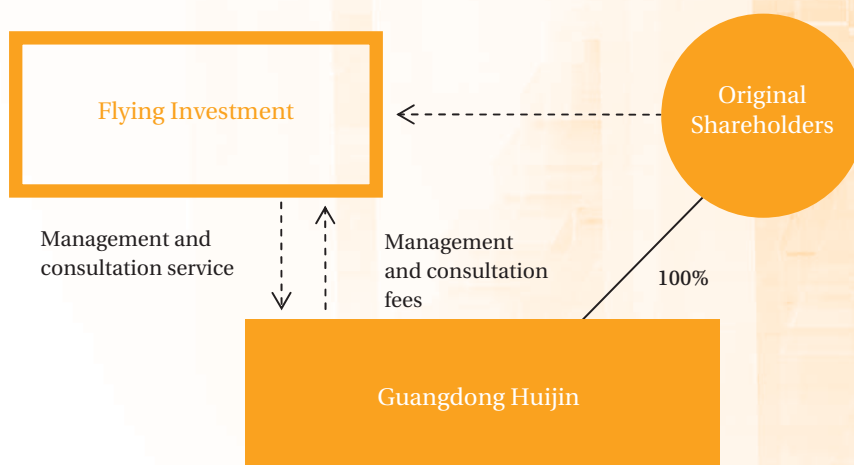 Flying Investment
Original
Shareholders
Management and
consultation service
Management
and consultation
fees
100%
Guangdong Huijin